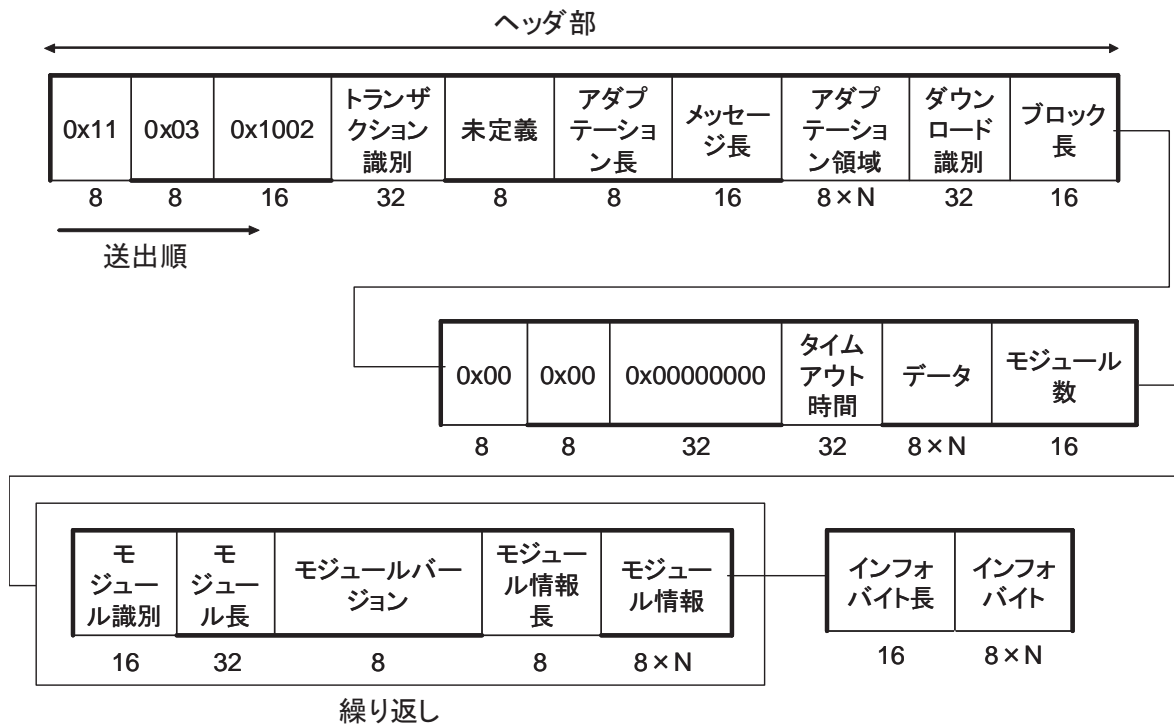 ヘッダ部
0x11
0x03
0x1002
トランザ
クション
識別
未定義
アダプ
テーショ
ン長
メッセー
ジ長
アダプ
テーショ
ン領域
ダウン
ロード
識別
ブロック
長
8
8
16
32
8
8
16
8×N
32
16
送出順
0x00
0x00
0x00000000
タイム
アウト
時間
データ
モジュール
数
8
8
32
32
8×N
16
モ
ジュー
ル識別
モ
ジュー
ル長
モジュールバー
ジョン
モジュー
ル情報
長
モジュー
ル情報
インフォ
バイト長
インフォ
バイト
16
32
8
8
8×N
16
8×N
繰り返し